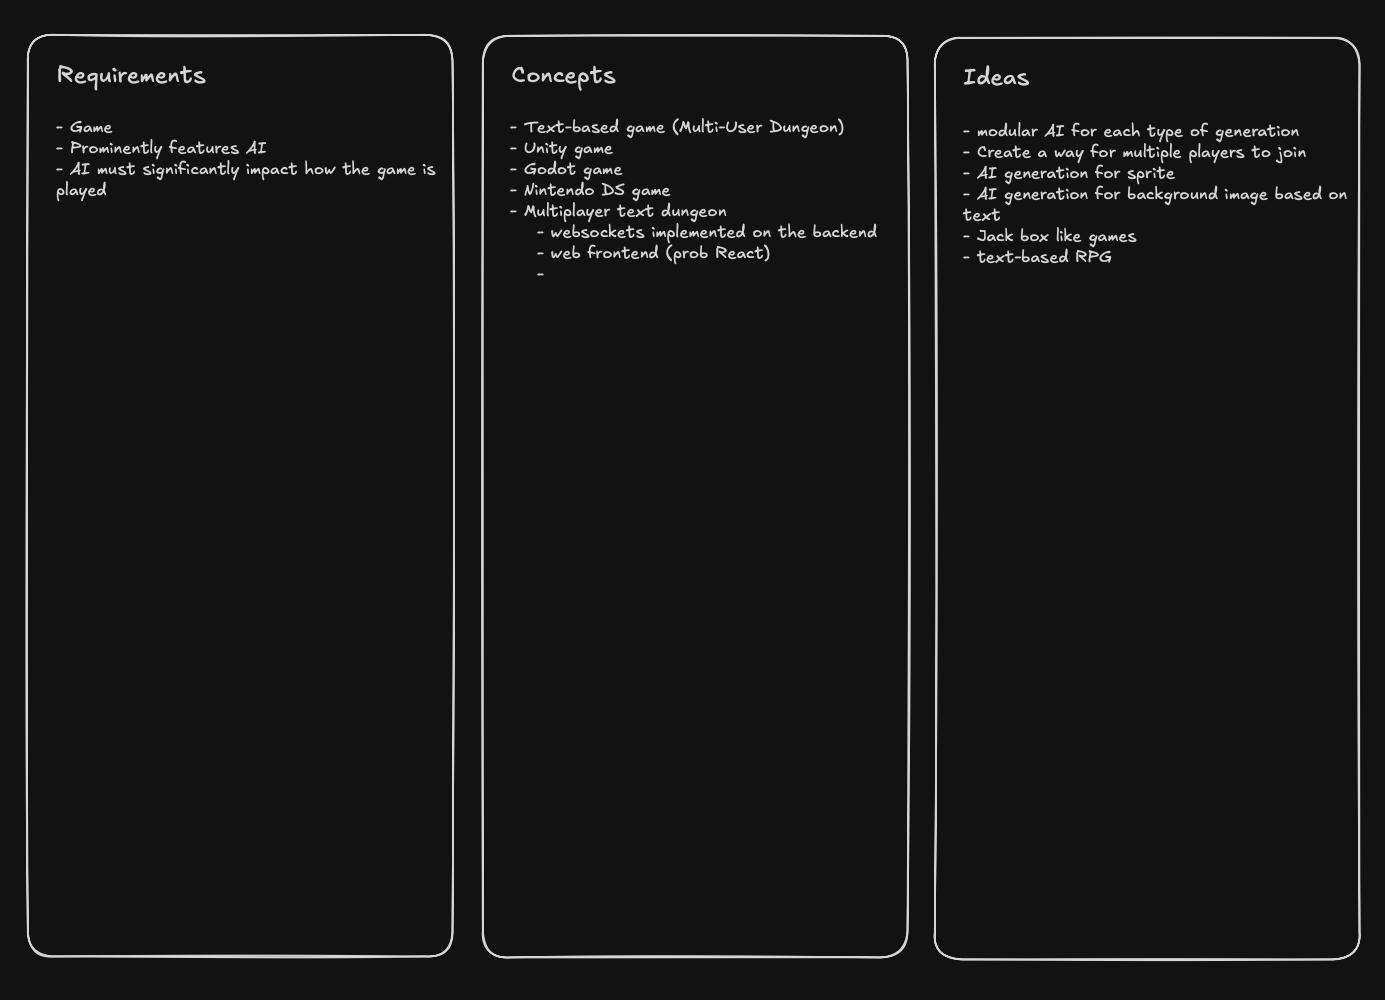 Requirements
- Game
- Prominently features AI
- AI must significantly impact how the game is
played
Concepts
- Text-based game (Multi-User Dungeon)
- Unity game
- Godot game
- Nintendo DS game
- Multiplayer text dungeon
- websockets implemented on the backend
- web frontend (prob React)
-
Ideas
- modular AI for each type of generation
- Create a way for multiple players to join
- AI generation for sprite
- AI generation for background image based on
text
- Jack box like games
- text-based RPG